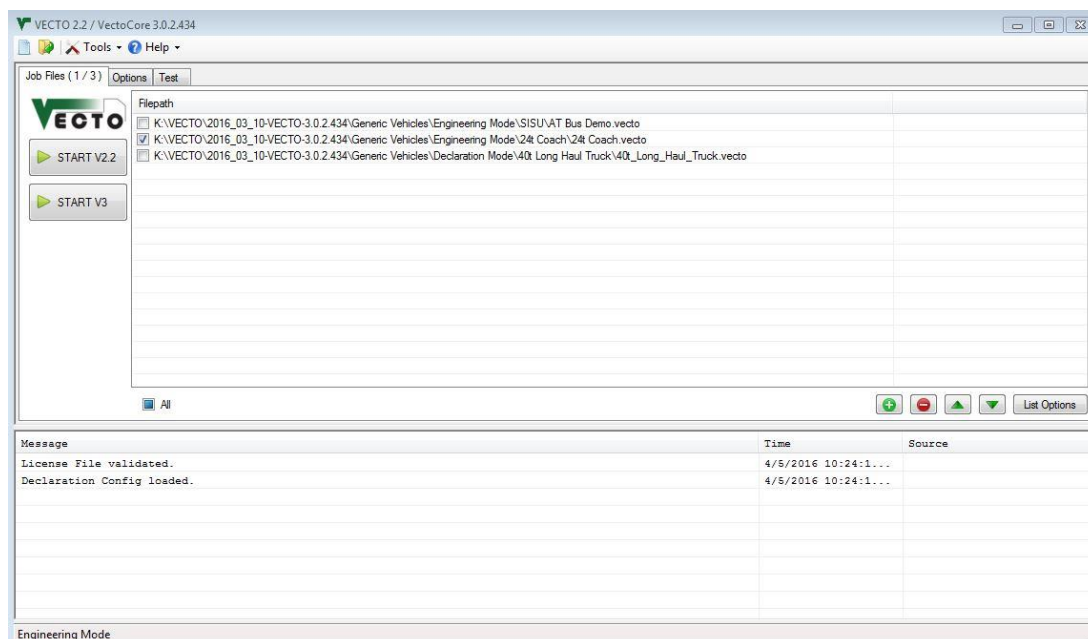 VECTO 2.2 / VectoCore 3.0.2.434
Tools Help
Job Files ( 1 / 3 ) Options Test
VECTO
START V2.2
START V3
Filepath
K:\VECTO\2016_03_10-VECTO-3.0.2.434\Generic Vehicles\Engineering Mode\SISU\AT Bus Demo.vecto
K:\VECTO\2016_03_10-VECTO-3.0.2.434\Generic Vehicles\Engineering Mode\24t Coach\24t Coach.vecto
K:\VECTO\2016_03_10-VECTO-3.0.2.434\Generic Vehicles\Declaration Mode\40t Long Haul Truck\40t_Long_Haul_Truck.vecto
All
List Options
Message Time Source
License File validated. 4/5/2016 10:24:1...
Declaration Config loaded. 4/5/2016 10:24:1...
Engineering Mode